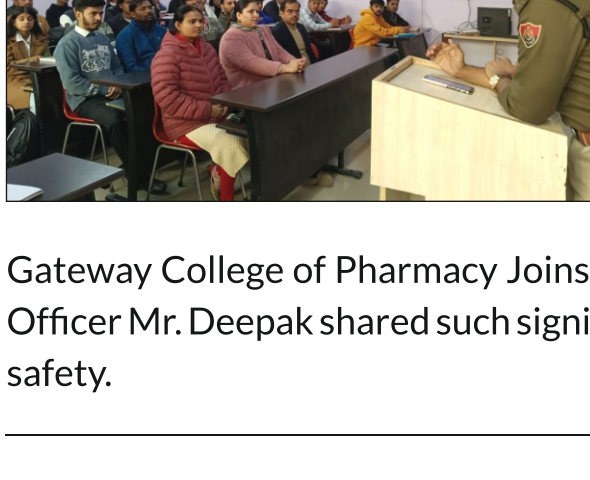 Gateway College of Pharmacy Joins
Officer Mr. Deepak shared such signi
safety.